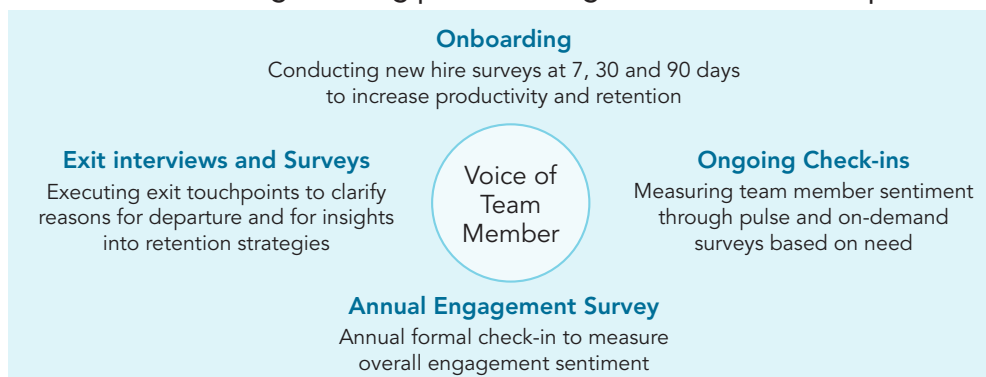 Onboarding
Conducting new hire surveys at 7, 30 and 90 days
to increase productivity and retention
Exit interviews and Surveys
Executing exit touchpoints to clarify
reasons for departure and for insights
into retention strategies
Voice of
Team
Member
Ongoing Check-ins
Measuring team member sentiment
through pulse and on-demand
surveys based on need
Annual Engagement Survey
Annual formal check-in to measure
overall engagement sentiment